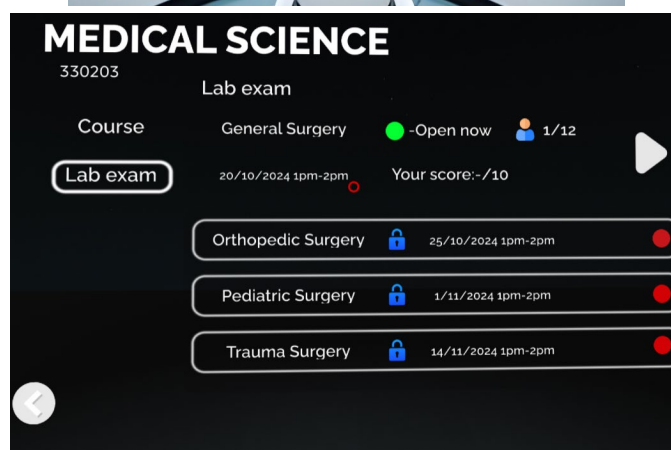 MEDICAL SCIENCE
330203
Lab exam
Course
General Surgery
-Open now
1/12
Lab exam
20/10/2024 1pm-2pm
Your score:-/10
Orthopedic Surgery
25/10/2024 1pm-2pm
Pediatric Surgery
1/11/2024 1pm-2pm
Trauma Surgery
14/11/2024 1pm-2pm